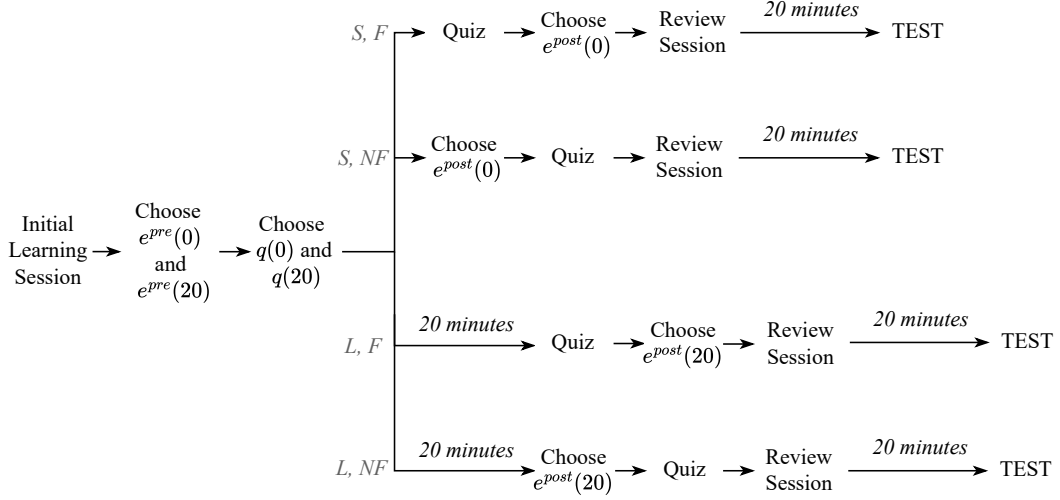 S, F
Quiz
Choose
e^{post}(0)
Review
Session
20 minutes
TEST
S, NF
Choose
e^{post}(0)
Quiz
Review
Session
20 minutes
TEST
Initial
Learning
Session
Choose
e^{pre}(0)
and
e^{pre}(20)
Choose
q(0) and
q(20)
L, F
20 minutes
Quiz
Choose
e^{post}(20)
Review
Session
20 minutes
TEST
L, NF
20 minutes
Choose
e^{post}(20)
Quiz
Review
Session
20 minutes
TEST